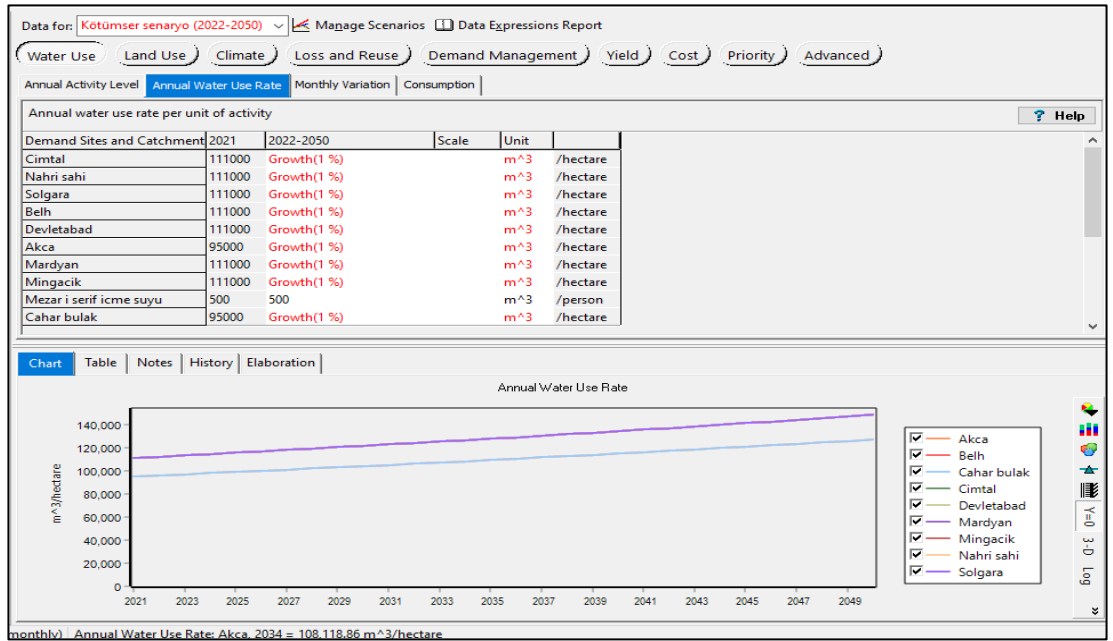 Data for: Kötümser senaryo (2022-2050) Manage Scenarios Data Expressions Report
Water Use Land Use Climate Loss and Reuse Demand Management Yield Cost Priority Advanced
Annual Activity Level Annual Water Use Rate Monthly Variation Consumption
Annual water use rate per unit of activity ? Help
Demand Sites and Catchment 2021 2022-2050 Scale Unit
Cimtal 111000 Growth(1 %) m^3 /hectare
Nahri sahi 111000 Growth(1 %) m^3 /hectare
Solgara 111000 Growth(1 %) m^3 /hectare
Belh 111000 Growth(1 %) m^3 /hectare
Devletabad 111000 Growth(1 %) m^3 /hectare
Akca 95000 Growth(1 %) m^3 /hectare
Mardyan 111000 Growth(1 %) m^3 /hectare
Mingacik 111000 Growth(1 %) m^3 /hectare
Mezar i serif icme suyu 500 500 m^3 /person
Cahar bulak 95000 Growth(1 %) m^3 /hectare
Chart Table Notes History Elaboration
Annual Water Use Rate
m^3/hectare
140,000
120,000
100,000
80,000
60,000
40,000
20,000
0
2021 2023 2025 2027 2029 2031 2033 2035 2037 2039 2041 2043 2045 2047 2049
Akca
Belh
Cahar bulak
Cimtal
Devletabad
Mardyan
Mingacik
Nahri sahi
Solgara
Y=0
3-D
Log
monthly) Annual Water Use Rate: Akca, 2034 = 108,118.86 m^3/hectare